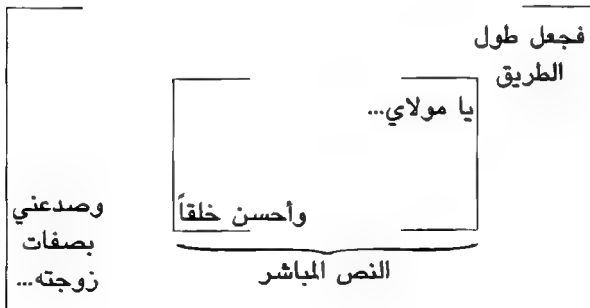 فجعل طول
الطريق
يا مولاي...
وأحسن خلقاً
وصدعني
بصفات
زوجته...
النص المباشر